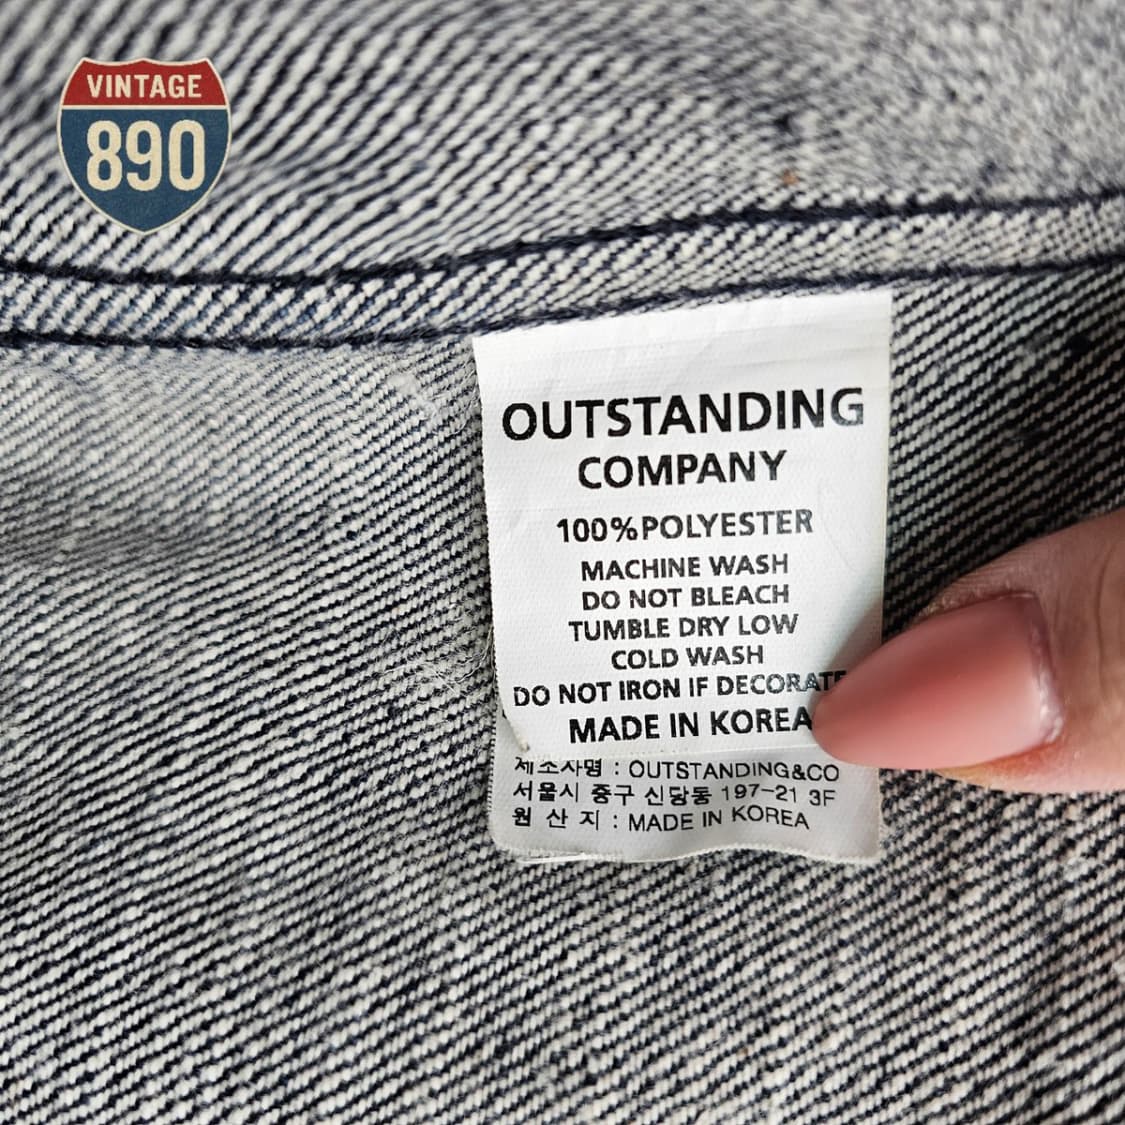 VINTAGE
890
OUTSTANDING
COMPANY
100%POLYESTER
MACHINE WASH
DO NOT BLEACH
TUMBLE DRY LOW
COLD WASH
DO NOT IRON IF
MADE IN KOREA
제조자명 : OUTSTANDING&CO
서울시 중구 신당동 197-21 3F
원 산 지 : MADE IN KOREA